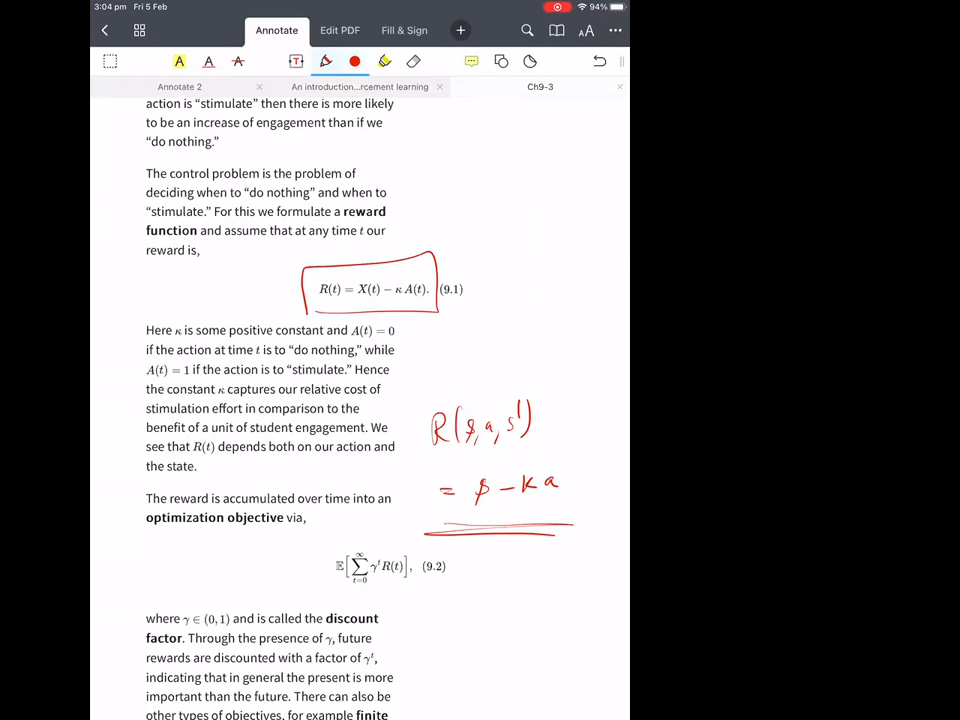 3:04 pm Fri 5 Feb 94%
Annotate Edit PDF Fill & Sign + AA
A A A T
Annotate 2 × An introduction...rcement learning × Ch9-3 ×
action is “stimulate” then there is more likely
to be an increase of engagement than if we
“do nothing.”
The control problem is the problem of
deciding when to “do nothing” and when to
“stimulate.” For this we formulate a reward
function and assume that at any time t our
reward is,
R(t) = X(t) − κ A(t). (9.1)
Here κ is some positive constant and A(t) = 0
if the action at time t is to “do nothing,” while
A(t) = 1 if the action is to “stimulate.” Hence
the constant κ captures our relative cost of
stimulation effort in comparison to the
benefit of a unit of student engagement. We
see that R(t) depends both on our action and
the state.
R(s, a, s')
= s − κ a
The reward is accumulated over time into an
optimization objective via,
𝔼[∑_{t=0}^{∞} γ^t R(t)], (9.2)
where γ ∈ (0, 1) and is called the discount
factor. Through the presence of γ, future
rewards are discounted with a factor of γ^t,
indicating that in general the present is more
important than the future. There can also be
other types of objectives, for example finite